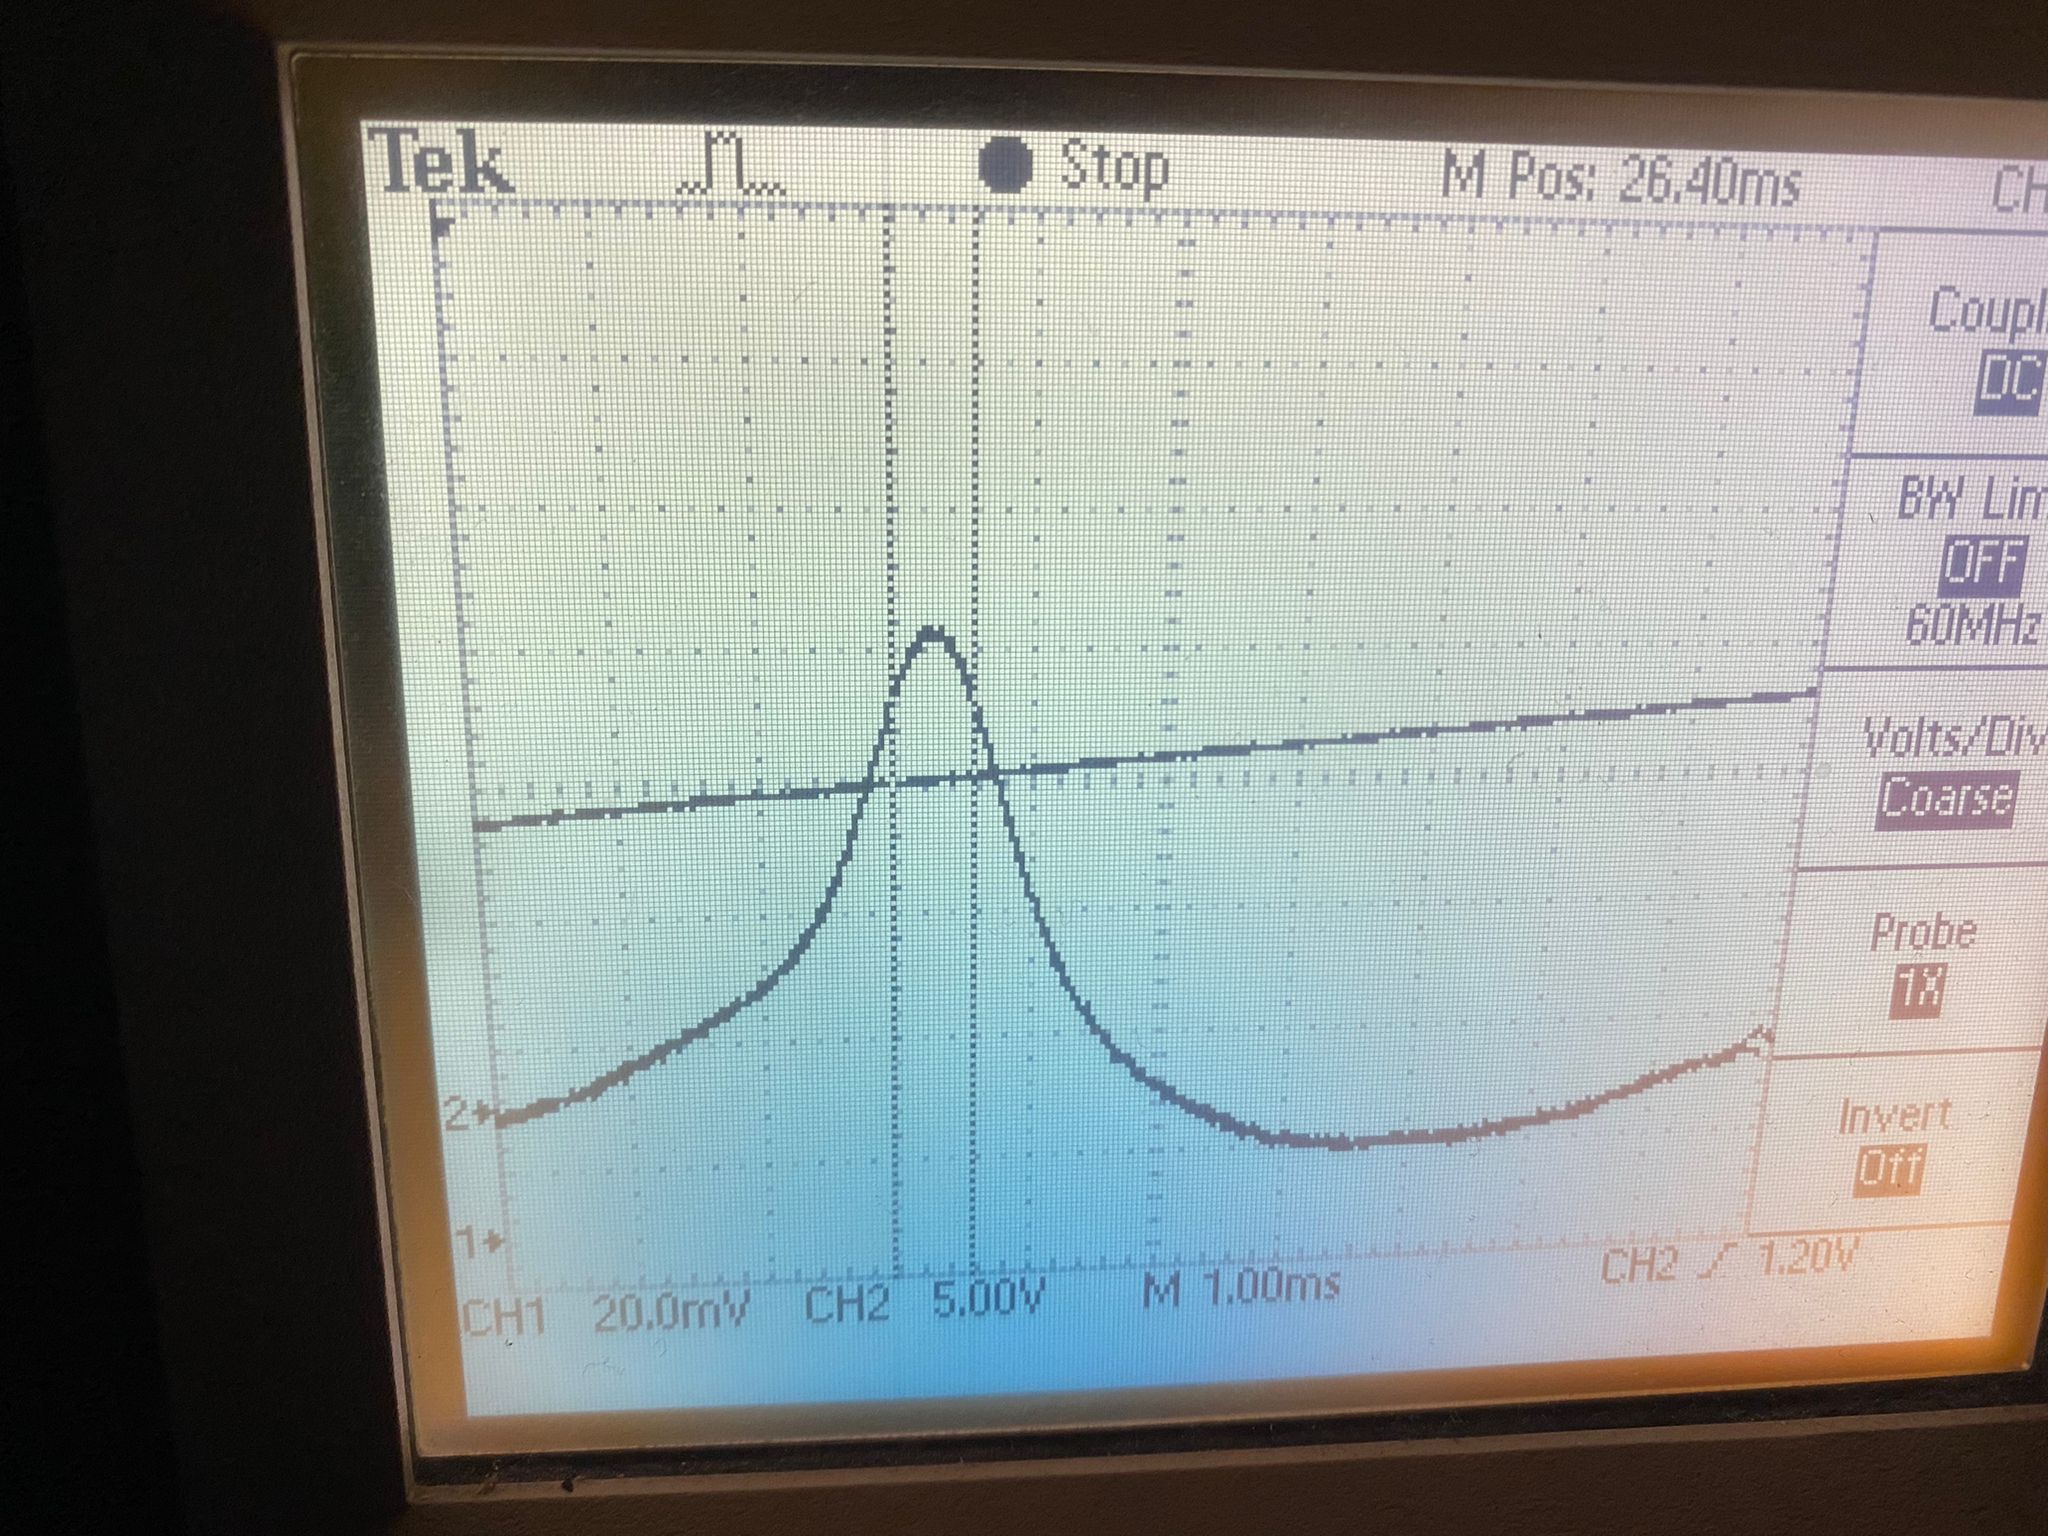 Tek Stop M Pos: 26.40ms CH
Coupl
DC
BW Lim
OFF
60MHz
Volts/Div
Coarse
Probe
1X
Invert
Off
2
1
CH1 20.0mV CH2 5.00V M 1.00ms CH2 1.20V